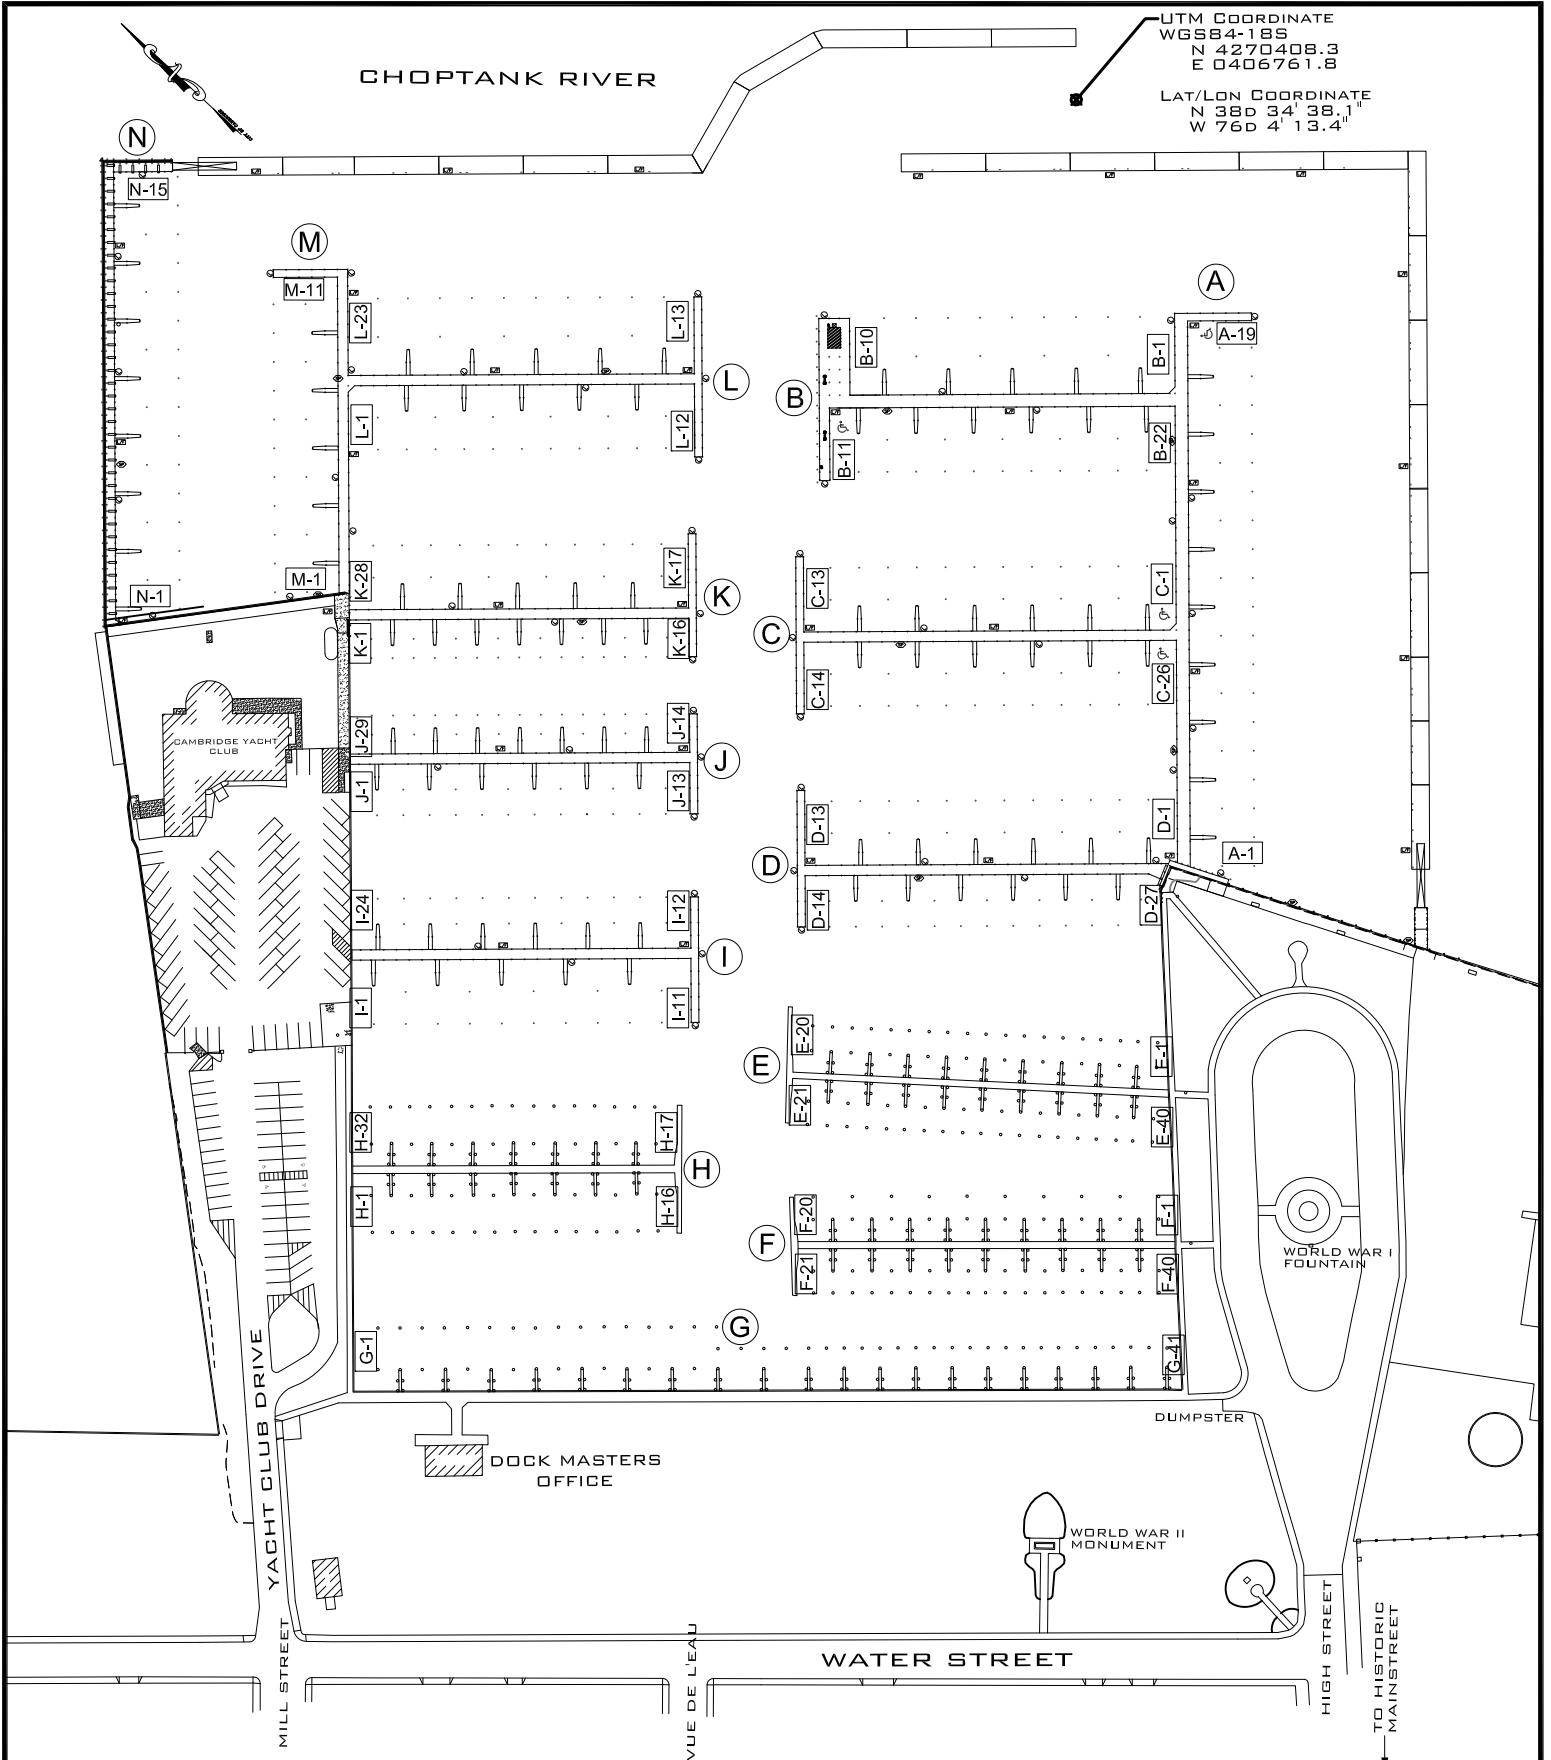 UTM COORDINATE
WGS84-18S
N 4270408.3
E 0406761.8
LAT/LON COORDINATE
N 38D 34' 38.1"
W 76D 4' 13.4"
CHOPTANK RIVER
N
N-15
M
M-11
A
A-19
L-23
L-13
B-10
B-1
L
B
L-1
L-12
B-11
B-22
K-28
K-17
C-13
C-1
M-1
N-1
K
C
K-1
K-16
C-14
C-26
CAMBRIDGE YACHT
CLUB
J-29
J-14
J
J-1
J-13
D-13
D-1
A-1
D
I-24
I-12
D-14
D-27
I
I-1
I-11
E-20
E-1
E
E-21
E-40
H-32
H-17
H
H-1
H-16
F-20
F-1
F
F-21
F-40
WORLD WAR I
FOUNTAIN
G
G-1
G-41
DUMPSTER
YACHT CLUB DRIVE
DOCK MASTERS
OFFICE
WORLD WAR II
MONUMENT
WATER STREET
MILL STREET
VUE DE L'EAU
HIGH STREET
TO HISTORIC
MAINSTREET